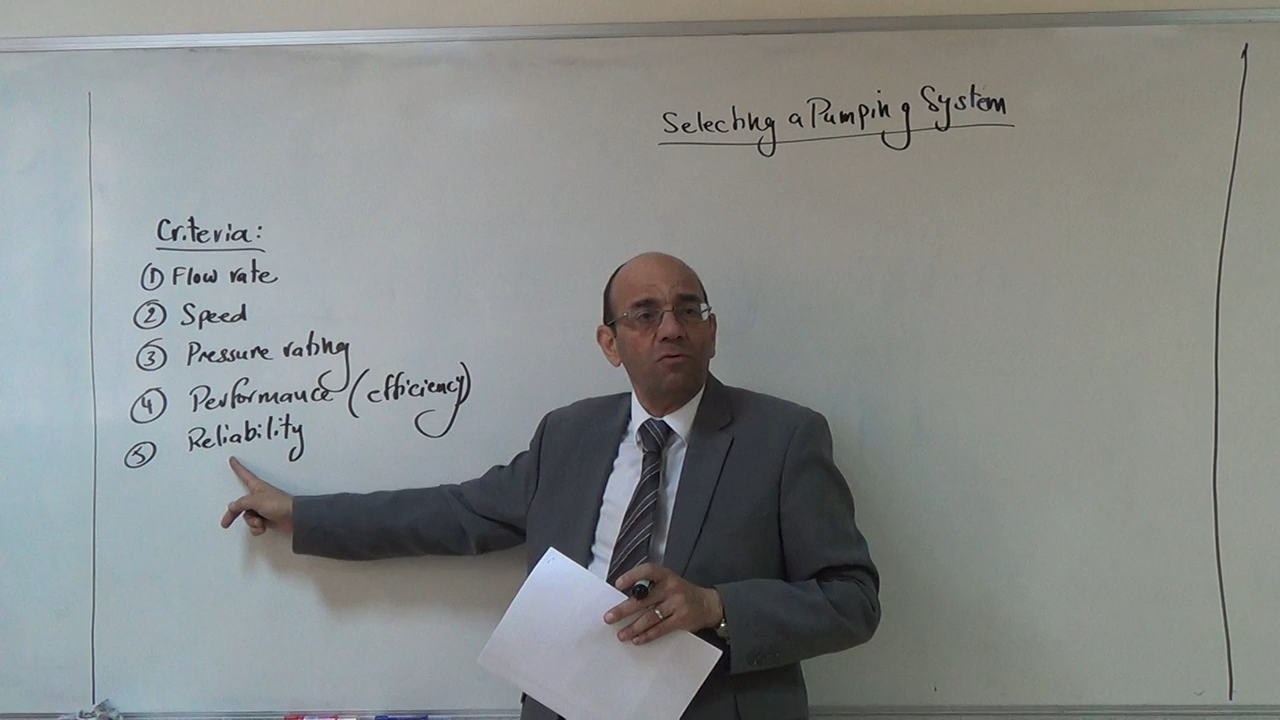 Selecting a Pumping System
Criteria:
① Flow rate
② Speed
③ Pressure rating
④ Performance (efficiency)
⑤ Reliability